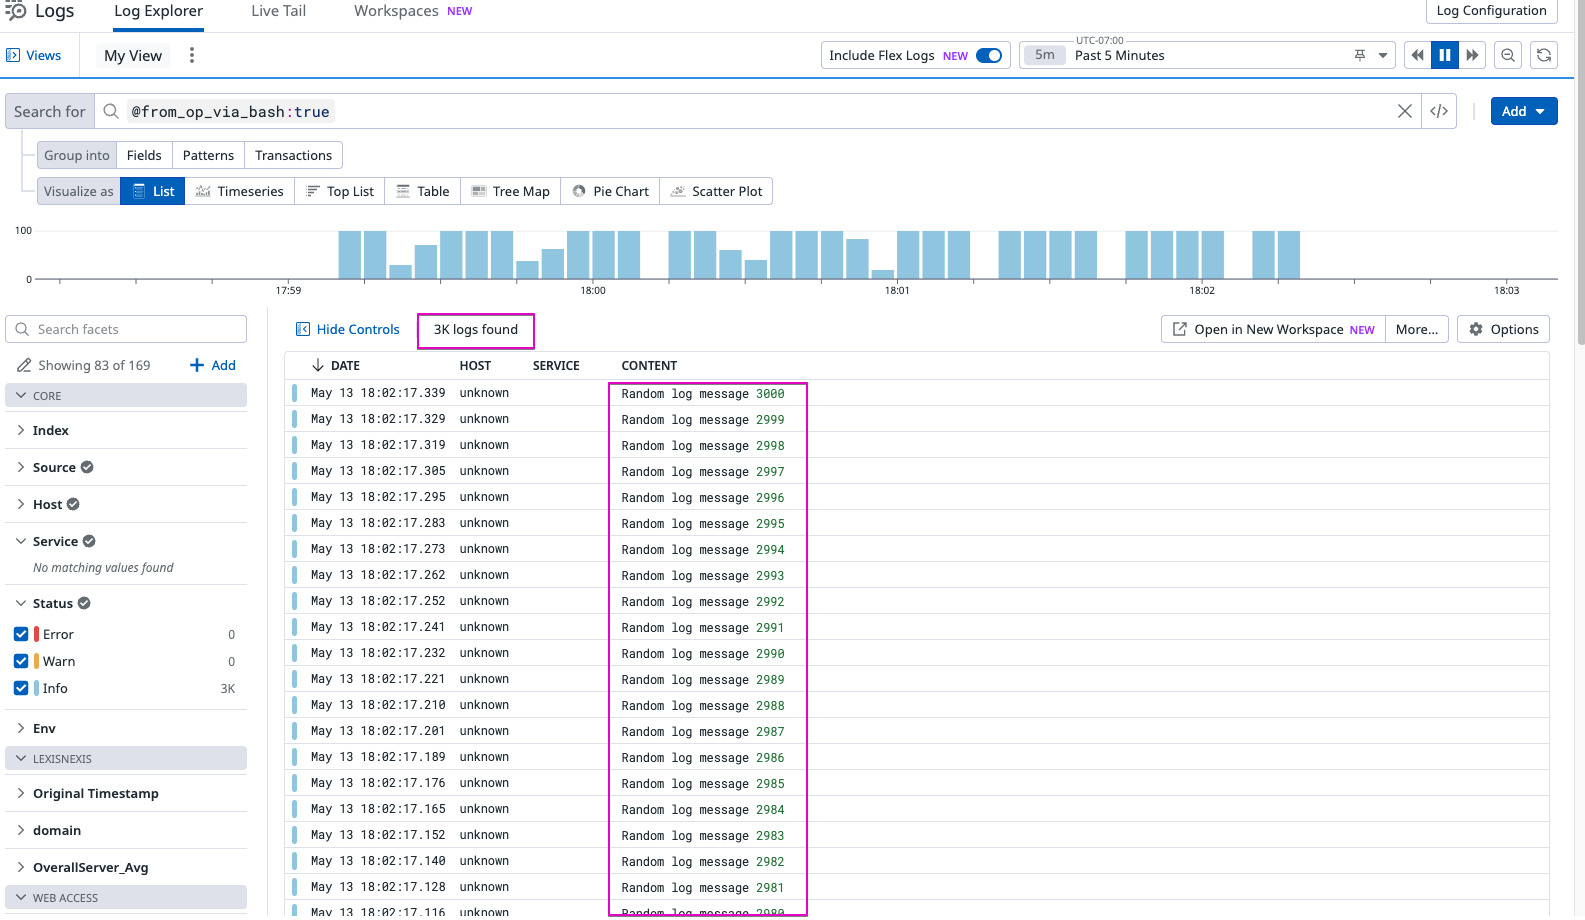 Logs
Log Explorer
Live Tail
Workspaces NEW
Log Configuration
Views
My View
Include Flex Logs NEW
UTC-07:00
5m Past 5 Minutes
Search for
@from_op_via_bash:true
</>
Add
Group into Fields Patterns Transactions
Visualize as List Timeseries Top List Table Tree Map Pie Chart Scatter Plot
100
0
17:59 18:00 18:01 18:02 18:03
Search facets
Hide Controls
3K logs found
Open in New Workspace NEW
More...
Options
Showing 83 of 169
Add
CORE
Index
Source
Host
Service
No matching values found
Status
Error 0
Warn 0
Info 3K
Env
LEXISNEXIS
Original Timestamp
domain
OverallServer_Avg
WEB ACCESS
DATE HOST SERVICE CONTENT
May 13 18:02:17.339 unknown Random log message 3000
May 13 18:02:17.329 unknown Random log message 2999
May 13 18:02:17.319 unknown Random log message 2998
May 13 18:02:17.305 unknown Random log message 2997
May 13 18:02:17.295 unknown Random log message 2996
May 13 18:02:17.283 unknown Random log message 2995
May 13 18:02:17.273 unknown Random log message 2994
May 13 18:02:17.262 unknown Random log message 2993
May 13 18:02:17.252 unknown Random log message 2992
May 13 18:02:17.241 unknown Random log message 2991
May 13 18:02:17.232 unknown Random log message 2990
May 13 18:02:17.221 unknown Random log message 2989
May 13 18:02:17.210 unknown Random log message 2988
May 13 18:02:17.201 unknown Random log message 2987
May 13 18:02:17.189 unknown Random log message 2986
May 13 18:02:17.176 unknown Random log message 2985
May 13 18:02:17.165 unknown Random log message 2984
May 13 18:02:17.152 unknown Random log message 2983
May 13 18:02:17.140 unknown Random log message 2982
May 13 18:02:17.128 unknown Random log message 2981
May 13 18:02:17.116 unknown Random log message 2980